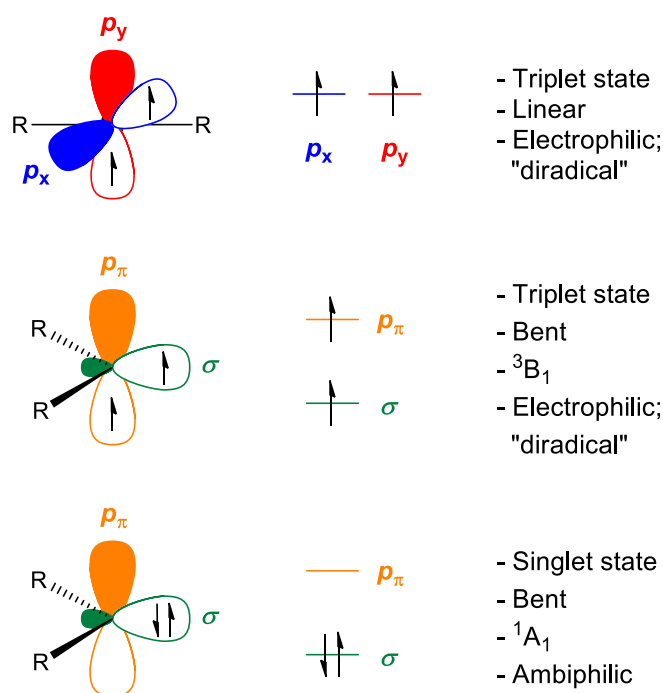 py
R
R
px
px
py
- Triplet state
- Linear
- Electrophilic;
"diradical"
pπ
R
R
σ
pπ
σ
- Triplet state
- Bent
- ³B₁
- Electrophilic;
"diradical"
pπ
R
R
σ
pπ
σ
- Singlet state
- Bent
- ¹A₁
- Ambiphilic